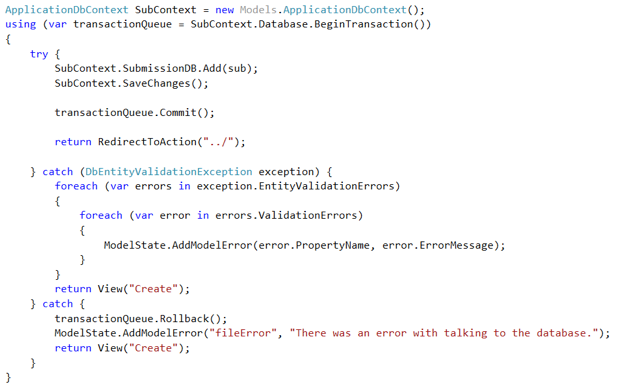 ApplicationDbContext SubContext = new Models.ApplicationDbContext();
using (var transactionQueue = SubContext.Database.BeginTransaction())
{
    try {
        SubContext.SubmissionDB.Add(sub);
        SubContext.SaveChanges();

        transactionQueue.Commit();

        return RedirectToAction("../");

    } catch (DbEntityValidationException exception) {
        foreach (var errors in exception.EntityValidationErrors)
        {
            foreach (var error in errors.ValidationErrors)
            {
                ModelState.AddModelError(error.PropertyName, error.ErrorMessage);
            }
        }
        return View("Create");
    } catch {
        transactionQueue.Rollback();
        ModelState.AddModelError("fileError", "There was an error with talking to the database.");
        return View("Create");
    }
}